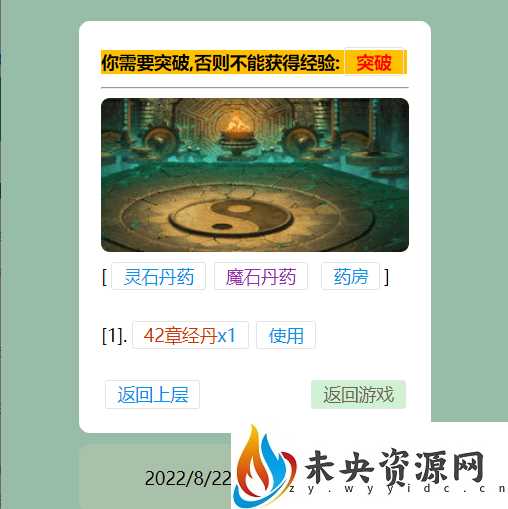 你需要突破,否则不能获得经验: 突破
[ 灵石丹药 魔石丹药 药房 ]
[1]. 42章经丹x1 使用
返回上层 返回游戏
2022/8/22
未央资源网
zy.wyyidc.cn